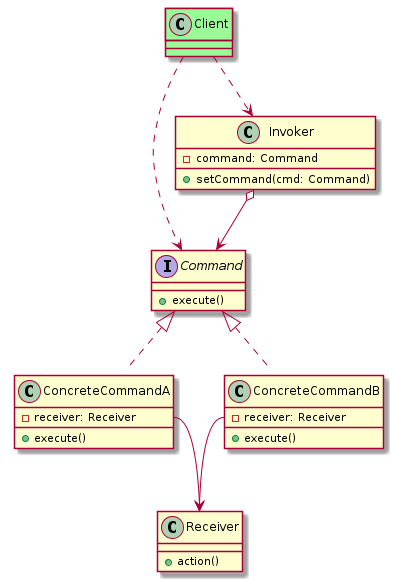 C Client
C Invoker
command: Command
setCommand(cmd: Command)
I Command
execute()
C ConcreteCommandA
receiver: Receiver
execute()
C ConcreteCommandB
receiver: Receiver
execute()
C Receiver
action()